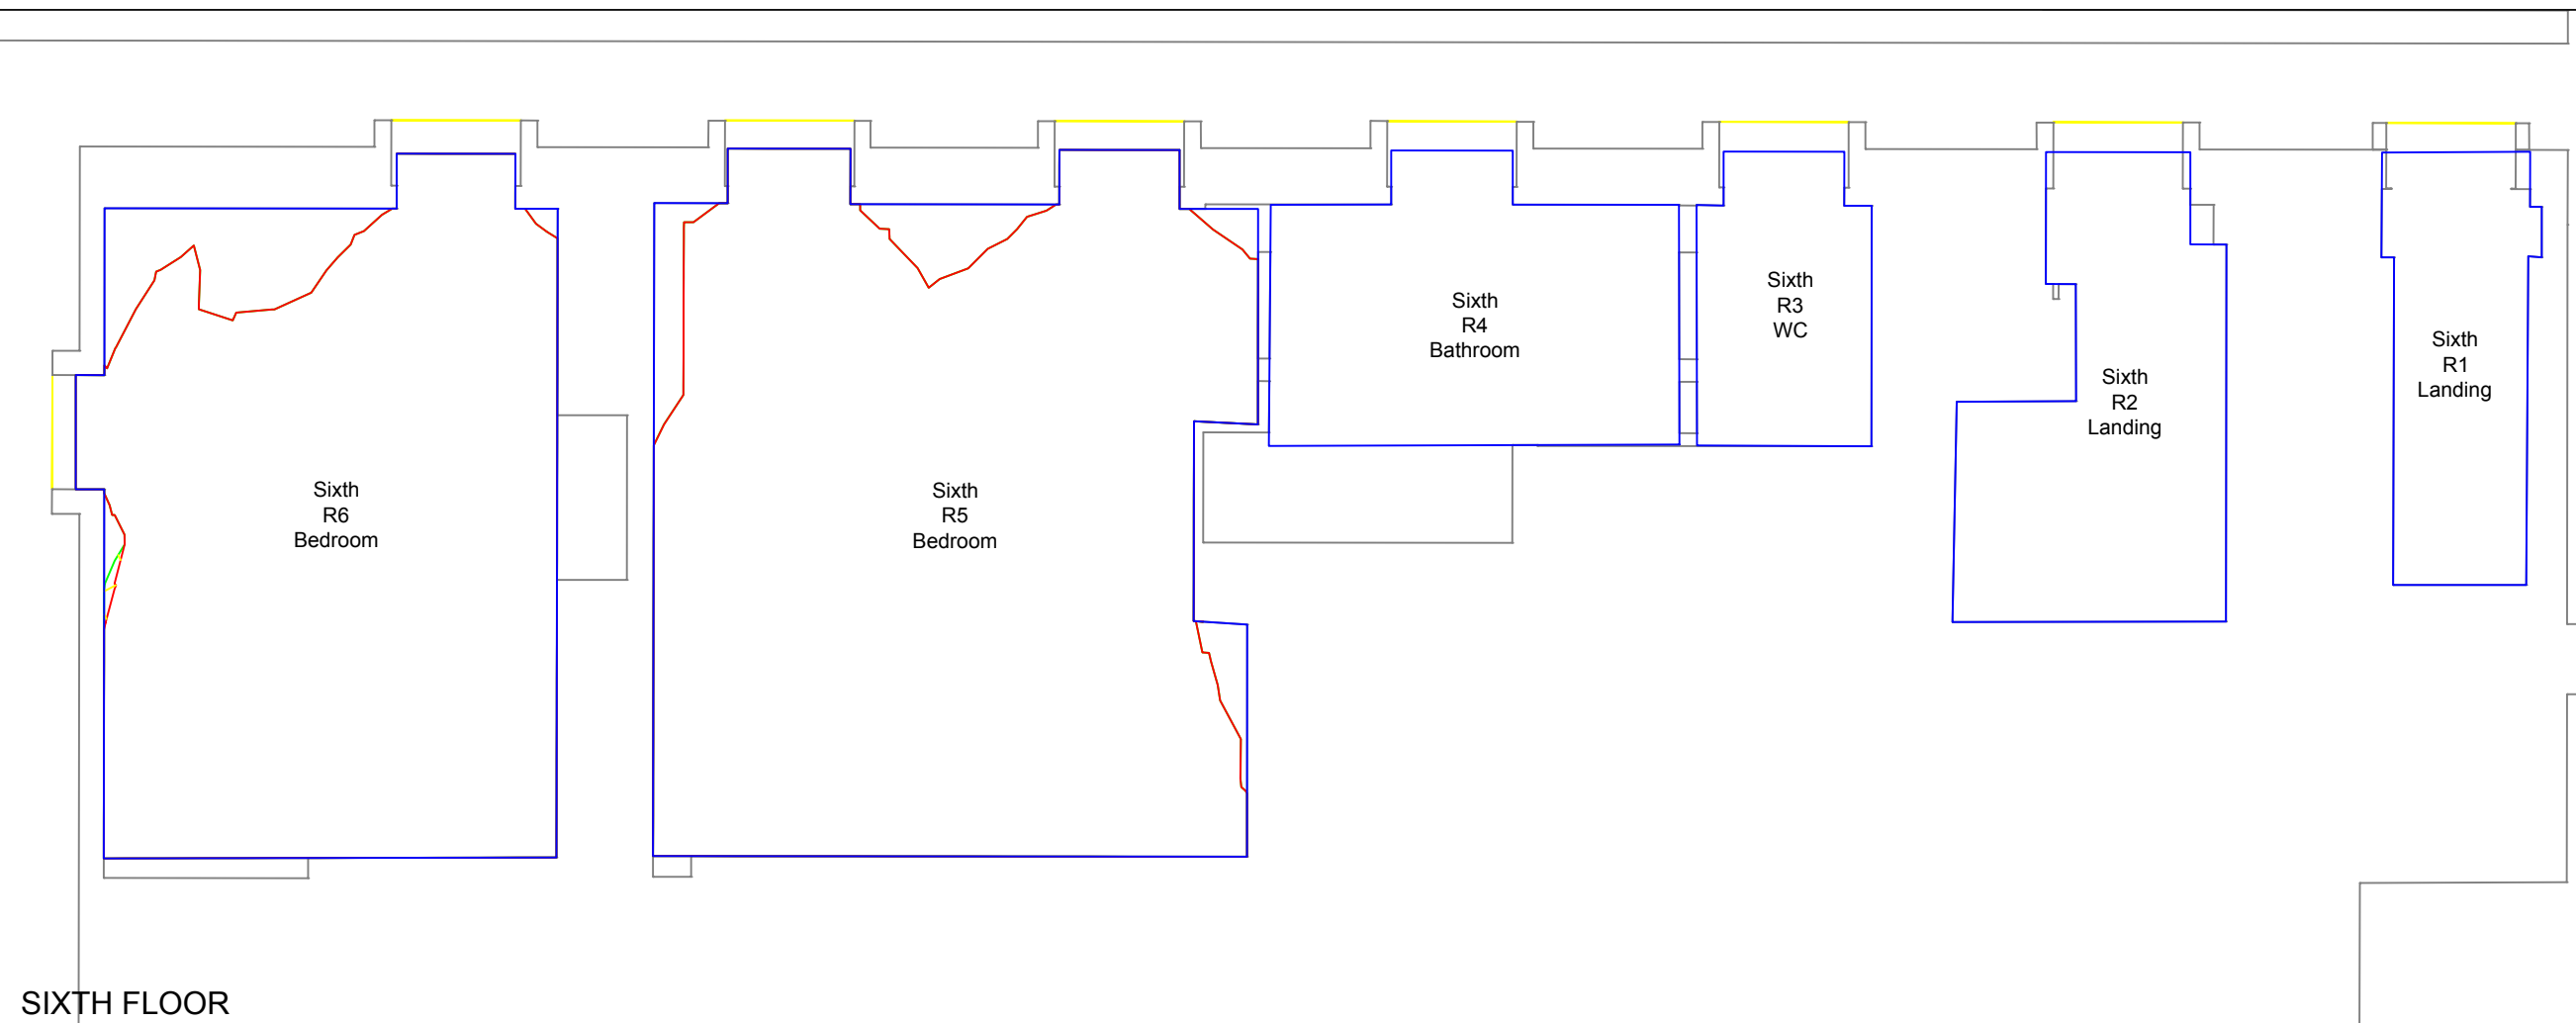 Sixth
R6
Bedroom
Sixth
R5
Bedroom
Sixth
R4
Bathroom
Sixth
R3
WC
Sixth
R2
Landing
Sixth
R1
Landing
SIXTH FLOOR